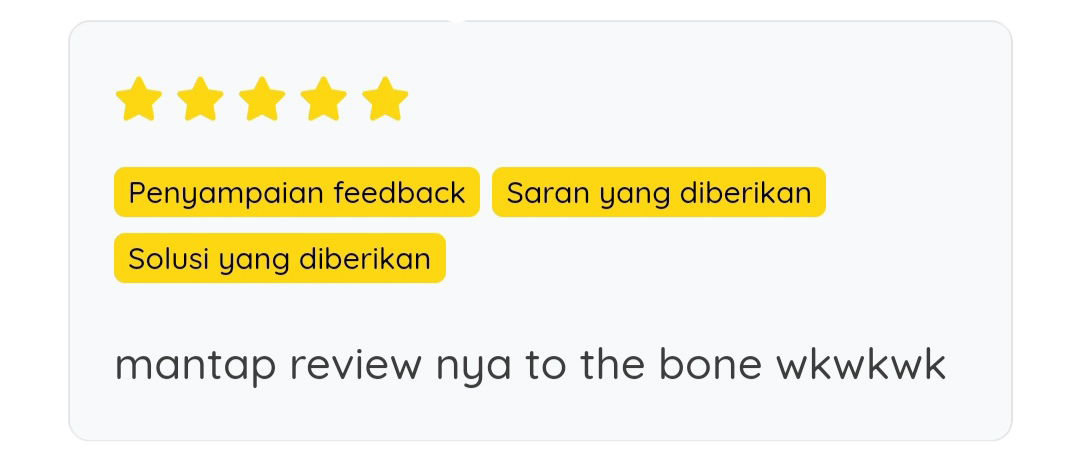 Penyampaian feedback Saran yang diberikan
Solusi yang diberikan
mantap review nya to the bone wkwkwk